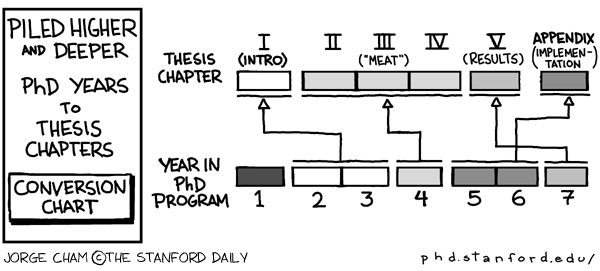 PILED HIGHER
AND DEEPER
PhD YEARS
TO
THESIS
CHAPTERS
CONVERSION
CHART
THESIS
CHAPTER
I
(INTRO)
II
III
("MEAT")
IV
V
(RESULTS)
APPENDIX
(IMPLEMEN-
TATION)
YEAR IN
PhD
PROGRAM
1 2 3 4 5 6 7
JORGE CHAM ©THE STANFORD DAILY
phd.stanford.edu/